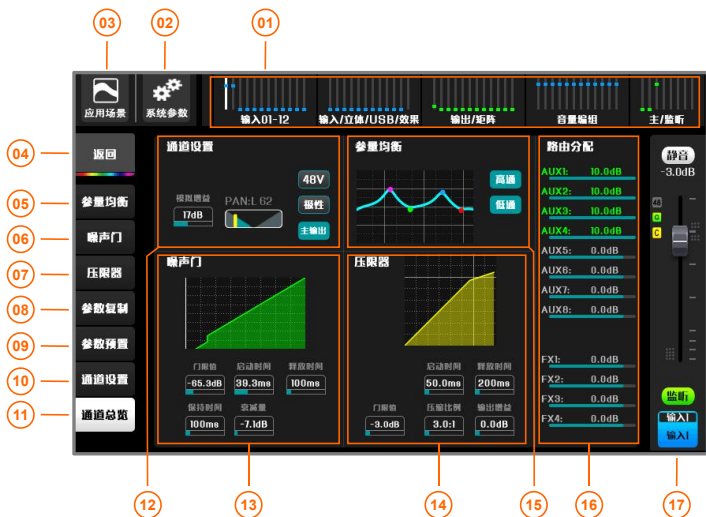 03
02
01
应用场景
系统参数
输入01-12
输入/立体/USB/效果
输出/矩阵
音量编组
主/监听
04
返回
05
参量均衡
06
噪声门
07
压限器
08
参数复制
09
参数预置
10
通道设置
11
通道总览
通道设置
48V
模拟增益
PAN:L 62
极性
17dB
主输出
参量均衡
高通
低通
噪声门
门限值
启动时间
释放时间
-65.3dB
39.3ms
100ms
保持时间
衰减量
100ms
-7.1dB
压限器
启动时间
释放时间
50.0ms
200ms
门限值
压缩比例
输出增益
-3.0dB
3.0:1
0.0dB
路由分配
AUX1: 10.0dB
AUX2: 10.0dB
AUX3: 10.0dB
AUX4: 10.0dB
AUX5: 0.0dB
AUX6: 0.0dB
AUX7: 0.0dB
AUX8: 0.0dB
FX1: 0.0dB
FX2: 0.0dB
FX3: 0.0dB
FX4: 0.0dB
静音
-3.0dB
48
G
C
监听
输入1
输入1
12
13
14
15
16
17